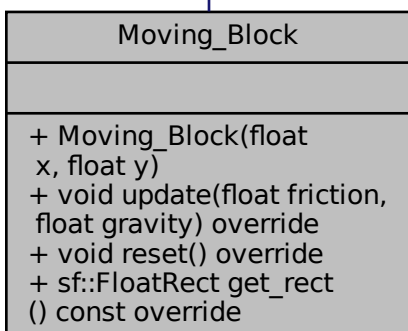 Moving_Block
+ Moving_Block(float
x, float y)
+ void update(float friction,
float gravity) override
+ void reset() override
+ sf::FloatRect get_rect
() const override